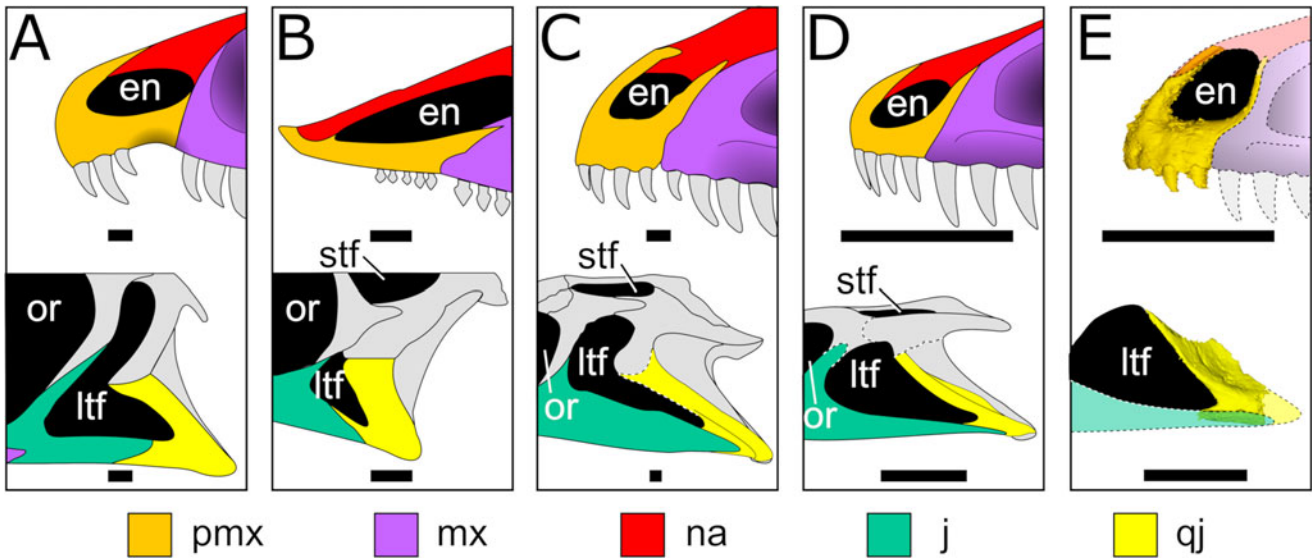 A B C D E
en en en en en
stf stf stf
or or or or
ltf ltf ltf ltf ltf
pmx mx na j qj